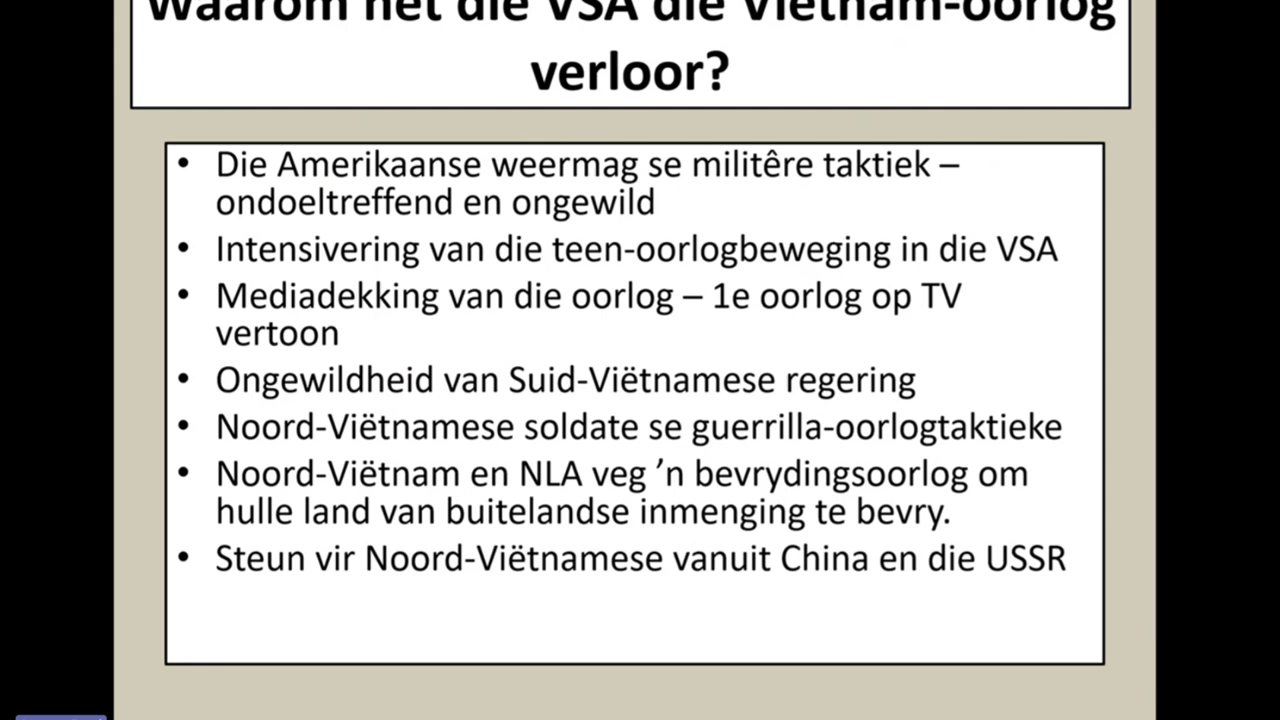 Waarom het die VSA die Viëtnam-oorlog
verloor?
• Die Amerikaanse weermag se militêre taktiek –
ondoeltreffend en ongewild
• Intensivering van die teen-oorlogbeweging in die VSA
• Mediadekking van die oorlog – 1e oorlog op TV
vertoon
• Ongewildheid van Suid-Viëtnamese regering
• Noord-Viëtnamese soldate se guerrilla-oorlogtaktieke
• Noord-Viëtnam en NLA veg ’n bevrydingsoorlog om
hulle land van buitelandse inmenging te bevry.
• Steun vir Noord-Viëtnamese vanuit China en die USSR